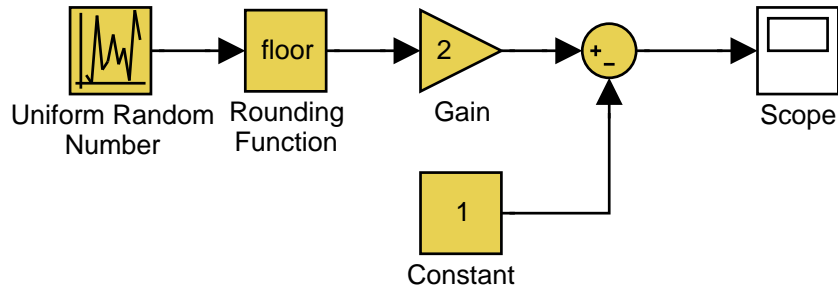 floor
2
+
−
Uniform Random
Number
Rounding
Function
Gain
Scope
1
Constant